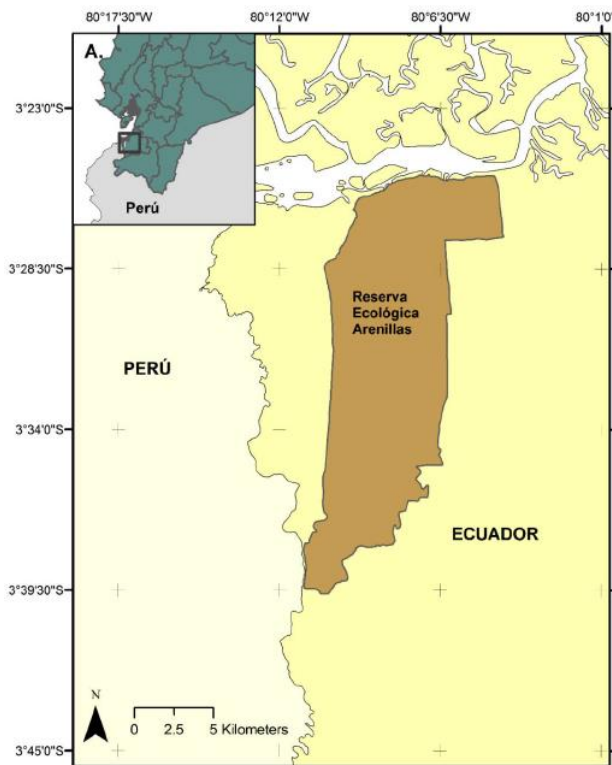 80°17'30"O 80°12'0"O 80°6'30"O 80°1'0
A.
3°23'0"S
Perú
3°28'30"S
Reserva
Ecológica
Arenillas
PERÚ
3°34'0"S
ECUADOR
3°39'30"S
N
0 2.5 5 Kilometers
3°45'0"S